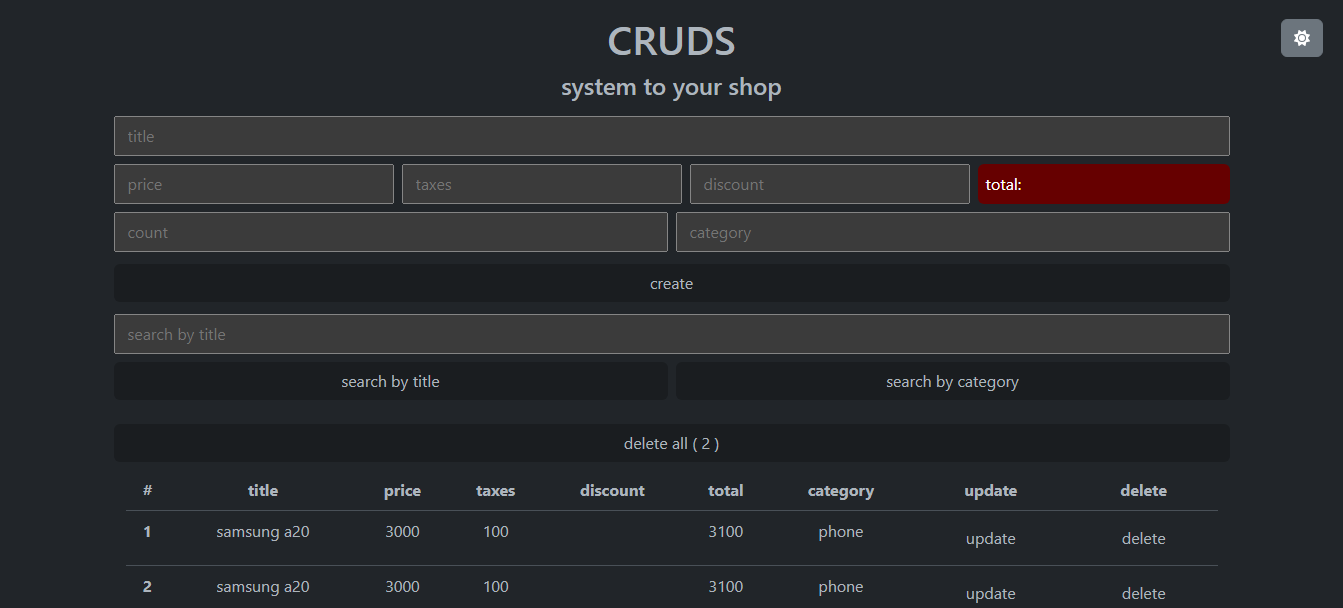 CRUDS
system to your shop
title
price taxes discount total:
count category
create
search by title
search by title search by category
delete all ( 2 )
# title price taxes discount total category update delete
1 samsung a20 3000 100 3100 phone update delete
2 samsung a20 3000 100 3100 phone update delete